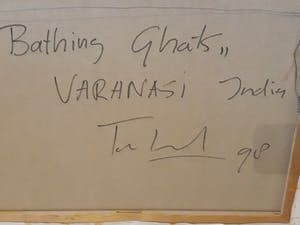 Bathing Ghats,,
VARANASI India
98